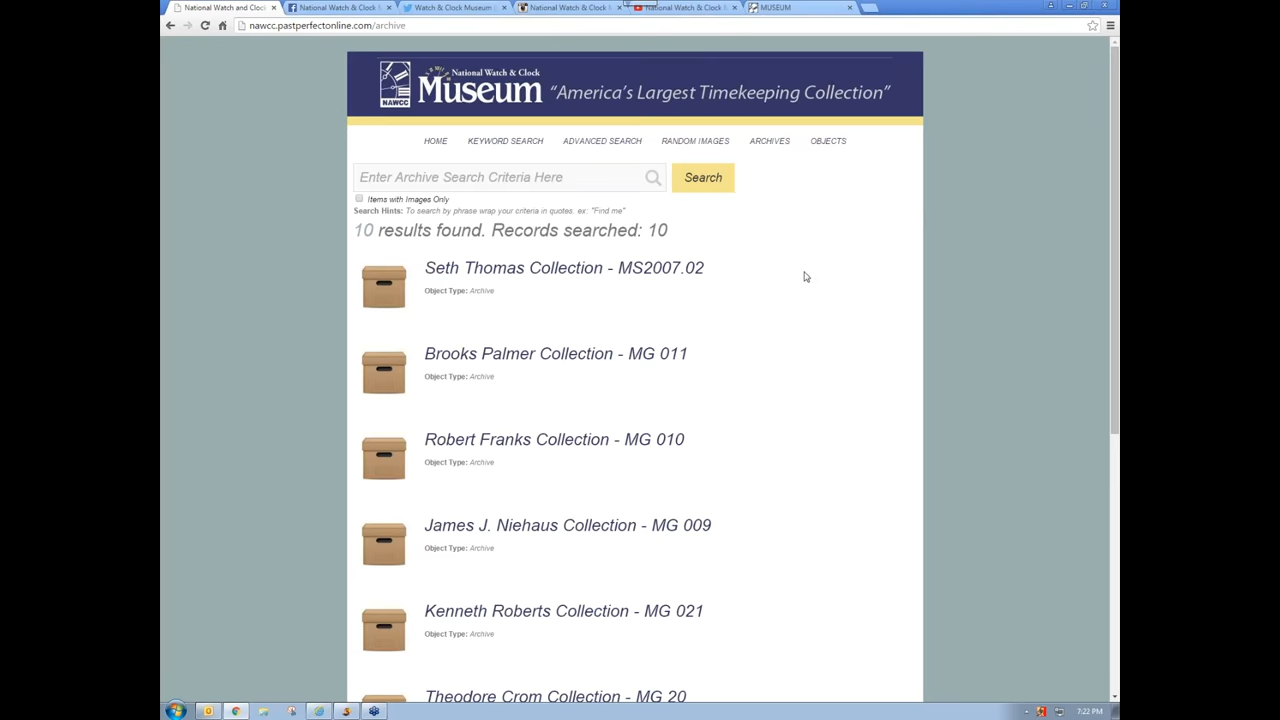 National Watch and Clock
National Watch & Clock M
Watch & Clock Museum (
National Watch & Clock M
National Watch & Clock M
MUSEUM
nawcc.pastperfectonline.com/archive
NAWCC
National Watch & Clock
Museum
"America's Largest Timekeeping Collection"
HOME KEYWORD SEARCH ADVANCED SEARCH RANDOM IMAGES ARCHIVES OBJECTS
Enter Archive Search Criteria Here
Search
Items with Images Only
Search Hints: To search by phrase wrap your criteria in quotes. ex: "Find me"
10 results found. Records searched: 10
Seth Thomas Collection - MS2007.02
Object Type: Archive
Brooks Palmer Collection - MG 011
Object Type: Archive
Robert Franks Collection - MG 010
Object Type: Archive
James J. Niehaus Collection - MG 009
Object Type: Archive
Kenneth Roberts Collection - MG 021
Object Type: Archive
Theodore Crom Collection - MG 20
7:22 PM